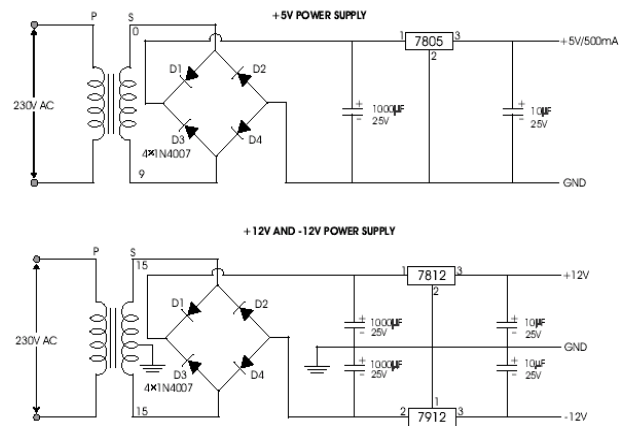 +5V POWER SUPPLY
P S
0
1 7805 3
+5V/500mA
2
D1 D2
230V AC
+
1000µF
25V
+
10µF
25V
D3 D4
4×1N4007
9
GND
+12V AND -12V POWER SUPPLY
P S
15
1 7812 3
+12V
2
D1 D2
+
1000µF
25V
+
10µF
25V
230V AC
GND
+
1000µF
25V
+
10µF
25V
D3 D4
4×1N4007
1
15
2 7912 3
-12V